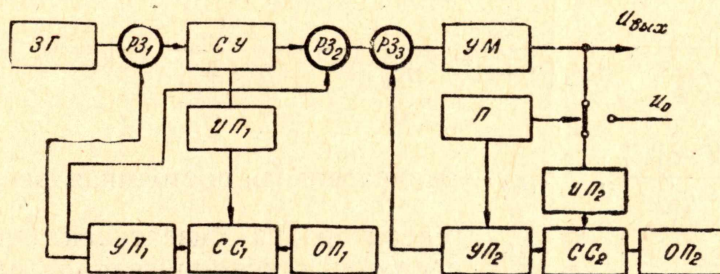 ЗГ
РЗ₁
СУ
РЗ₂
РЗ₃
УМ
Uвых
ИП₁
П
U₀
ИП₂
УП₁
СС₁
ОП₁
УП₂
СС₂
ОП₂